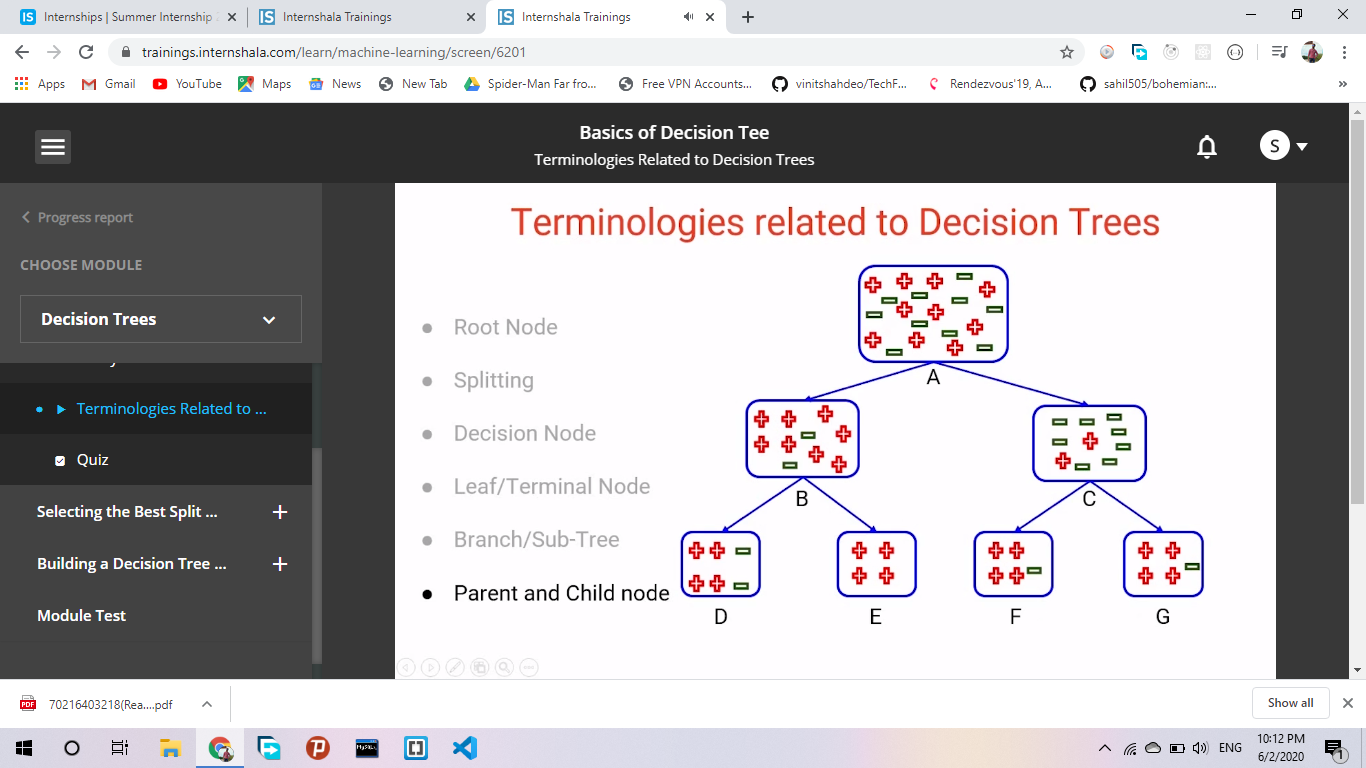 Internships | Summer Internship
Internshala Trainings
Internshala Trainings
trainings.internshala.com/learn/machine-learning/screen/6201
Apps
Gmail
YouTube
Maps
News
New Tab
Spider-Man Far fro...
Free VPN Accounts...
vinitshahdeo/TechF...
Rendezvous'19, A...
sahil505/bohemian:...
Basics of Decision Tee
Terminologies Related to Decision Trees
S
Progress report
CHOOSE MODULE
Decision Trees
Terminologies Related to ...
Quiz
Selecting the Best Split ...
Building a Decision Tree ...
Module Test
Terminologies related to Decision Trees
Root Node
Splitting
Decision Node
Leaf/Terminal Node
Branch/Sub-Tree
Parent and Child node
A
B
C
D
E
F
G
70216403218(Rea....pdf
Show all
ENG
10:12 PM
6/2/2020
1